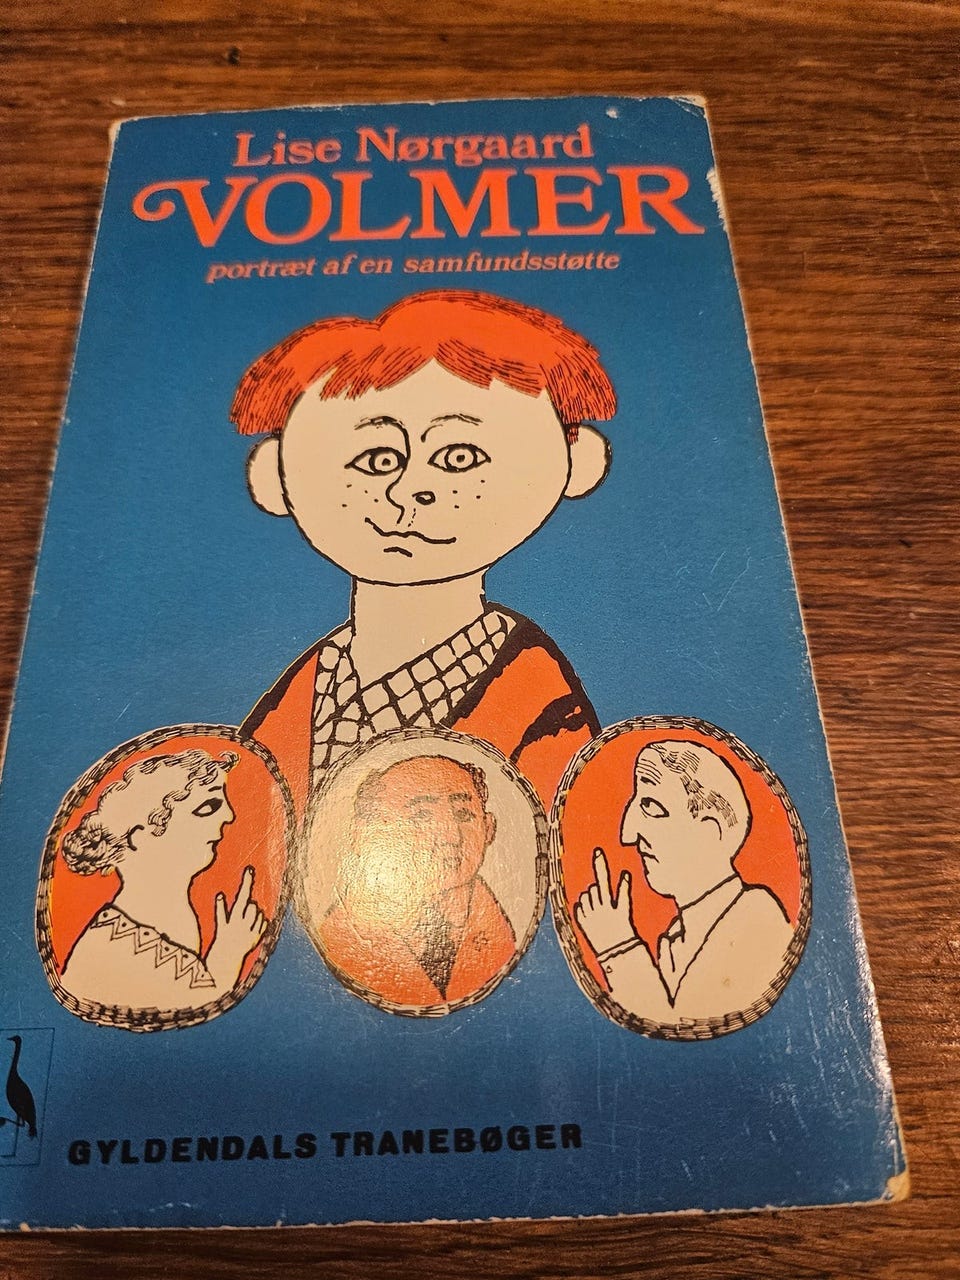 Lise Nørgaard
VOLMER
portræt af en samfundsstøtte
GYLDENDALS TRANEBØGER